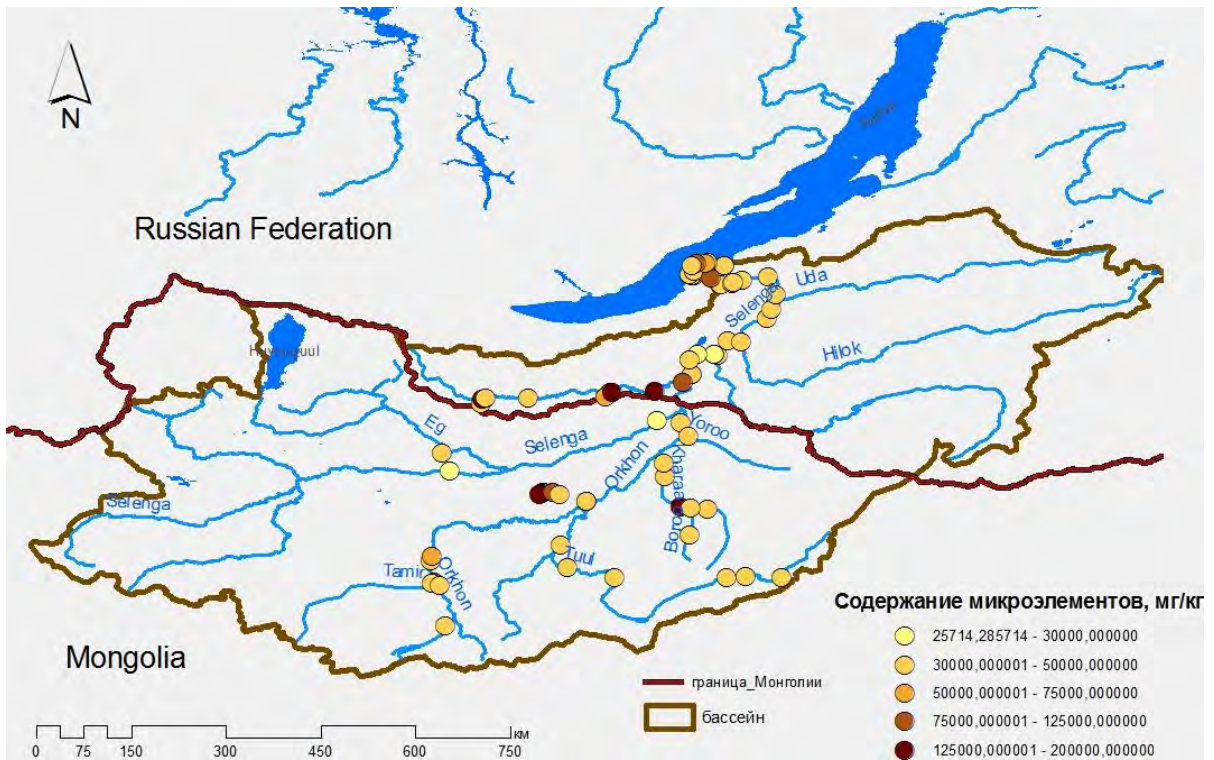 N
Russian Federation
Uda
Selenga
Hilok
Eg
Selenga
Yoroo
Orkhon
Kharaa
Selenga
Boroo
Tuul
Tamir
Orkhon
Mongolia
Содержание микроэлементов, мг/кг
25714,285714 - 30000,000000
30000,000001 - 50000,000000
50000,000001 - 75000,000000
75000,000001 - 125000,000000
125000,000001 - 200000,000000
граница_Монголии
бассейн
км
0 75 150 300 450 600 750